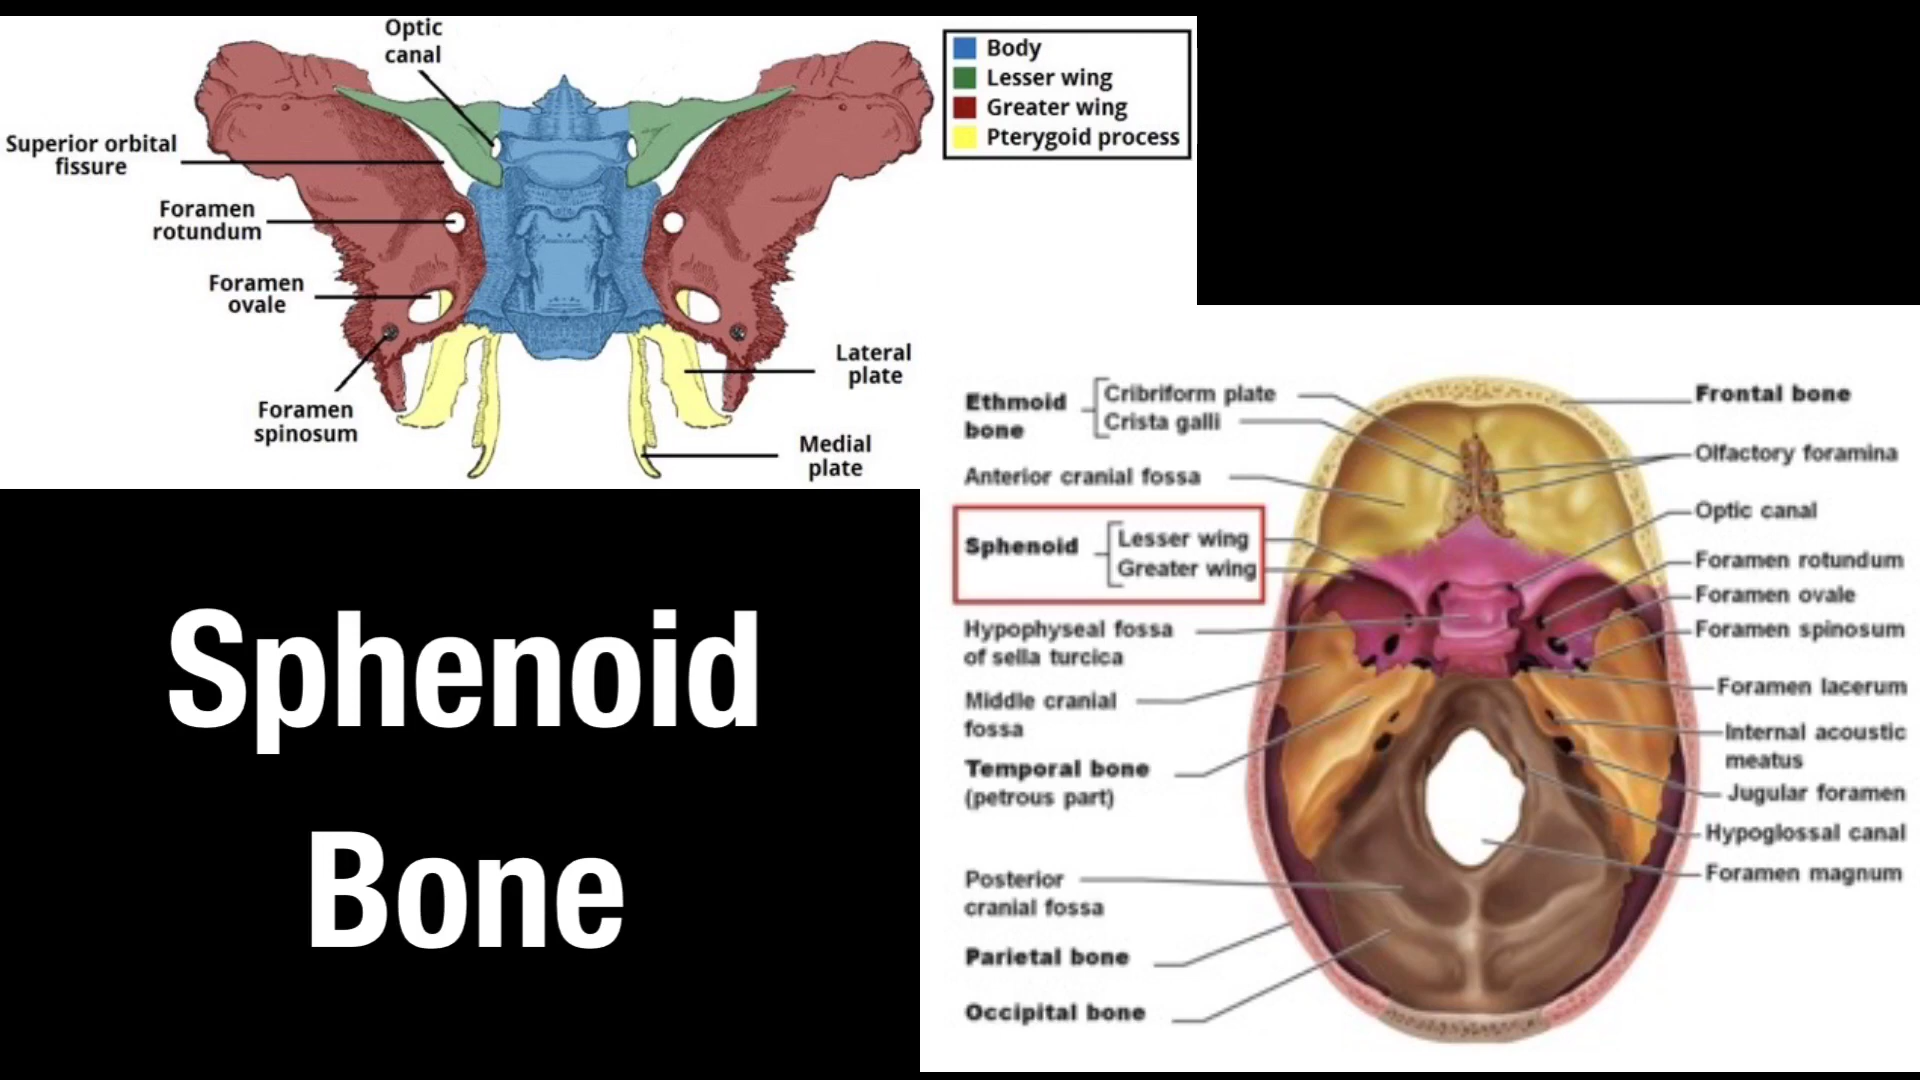 Optic
canal
Superior orbital
fissure
Foramen
rotundum
Foramen
ovale
Foramen
spinosum
Lateral
plate
Medial
plate
Body
Lesser wing
Greater wing
Pterygoid process
Sphenoid
Bone
Ethmoid
bone
Cribriform plate
Crista galli
Anterior cranial fossa
Sphenoid
Lesser wing
Greater wing
Hypophyseal fossa
of sella turcica
Middle cranial
fossa
Temporal bone
(petrous part)
Posterior
cranial fossa
Parietal bone
Occipital bone
Frontal bone
Olfactory foramina
Optic canal
Foramen rotundum
Foramen ovale
Foramen spinosum
Foramen lacerum
Internal acoustic
meatus
Jugular foramen
Hypoglossal canal
Foramen magnum